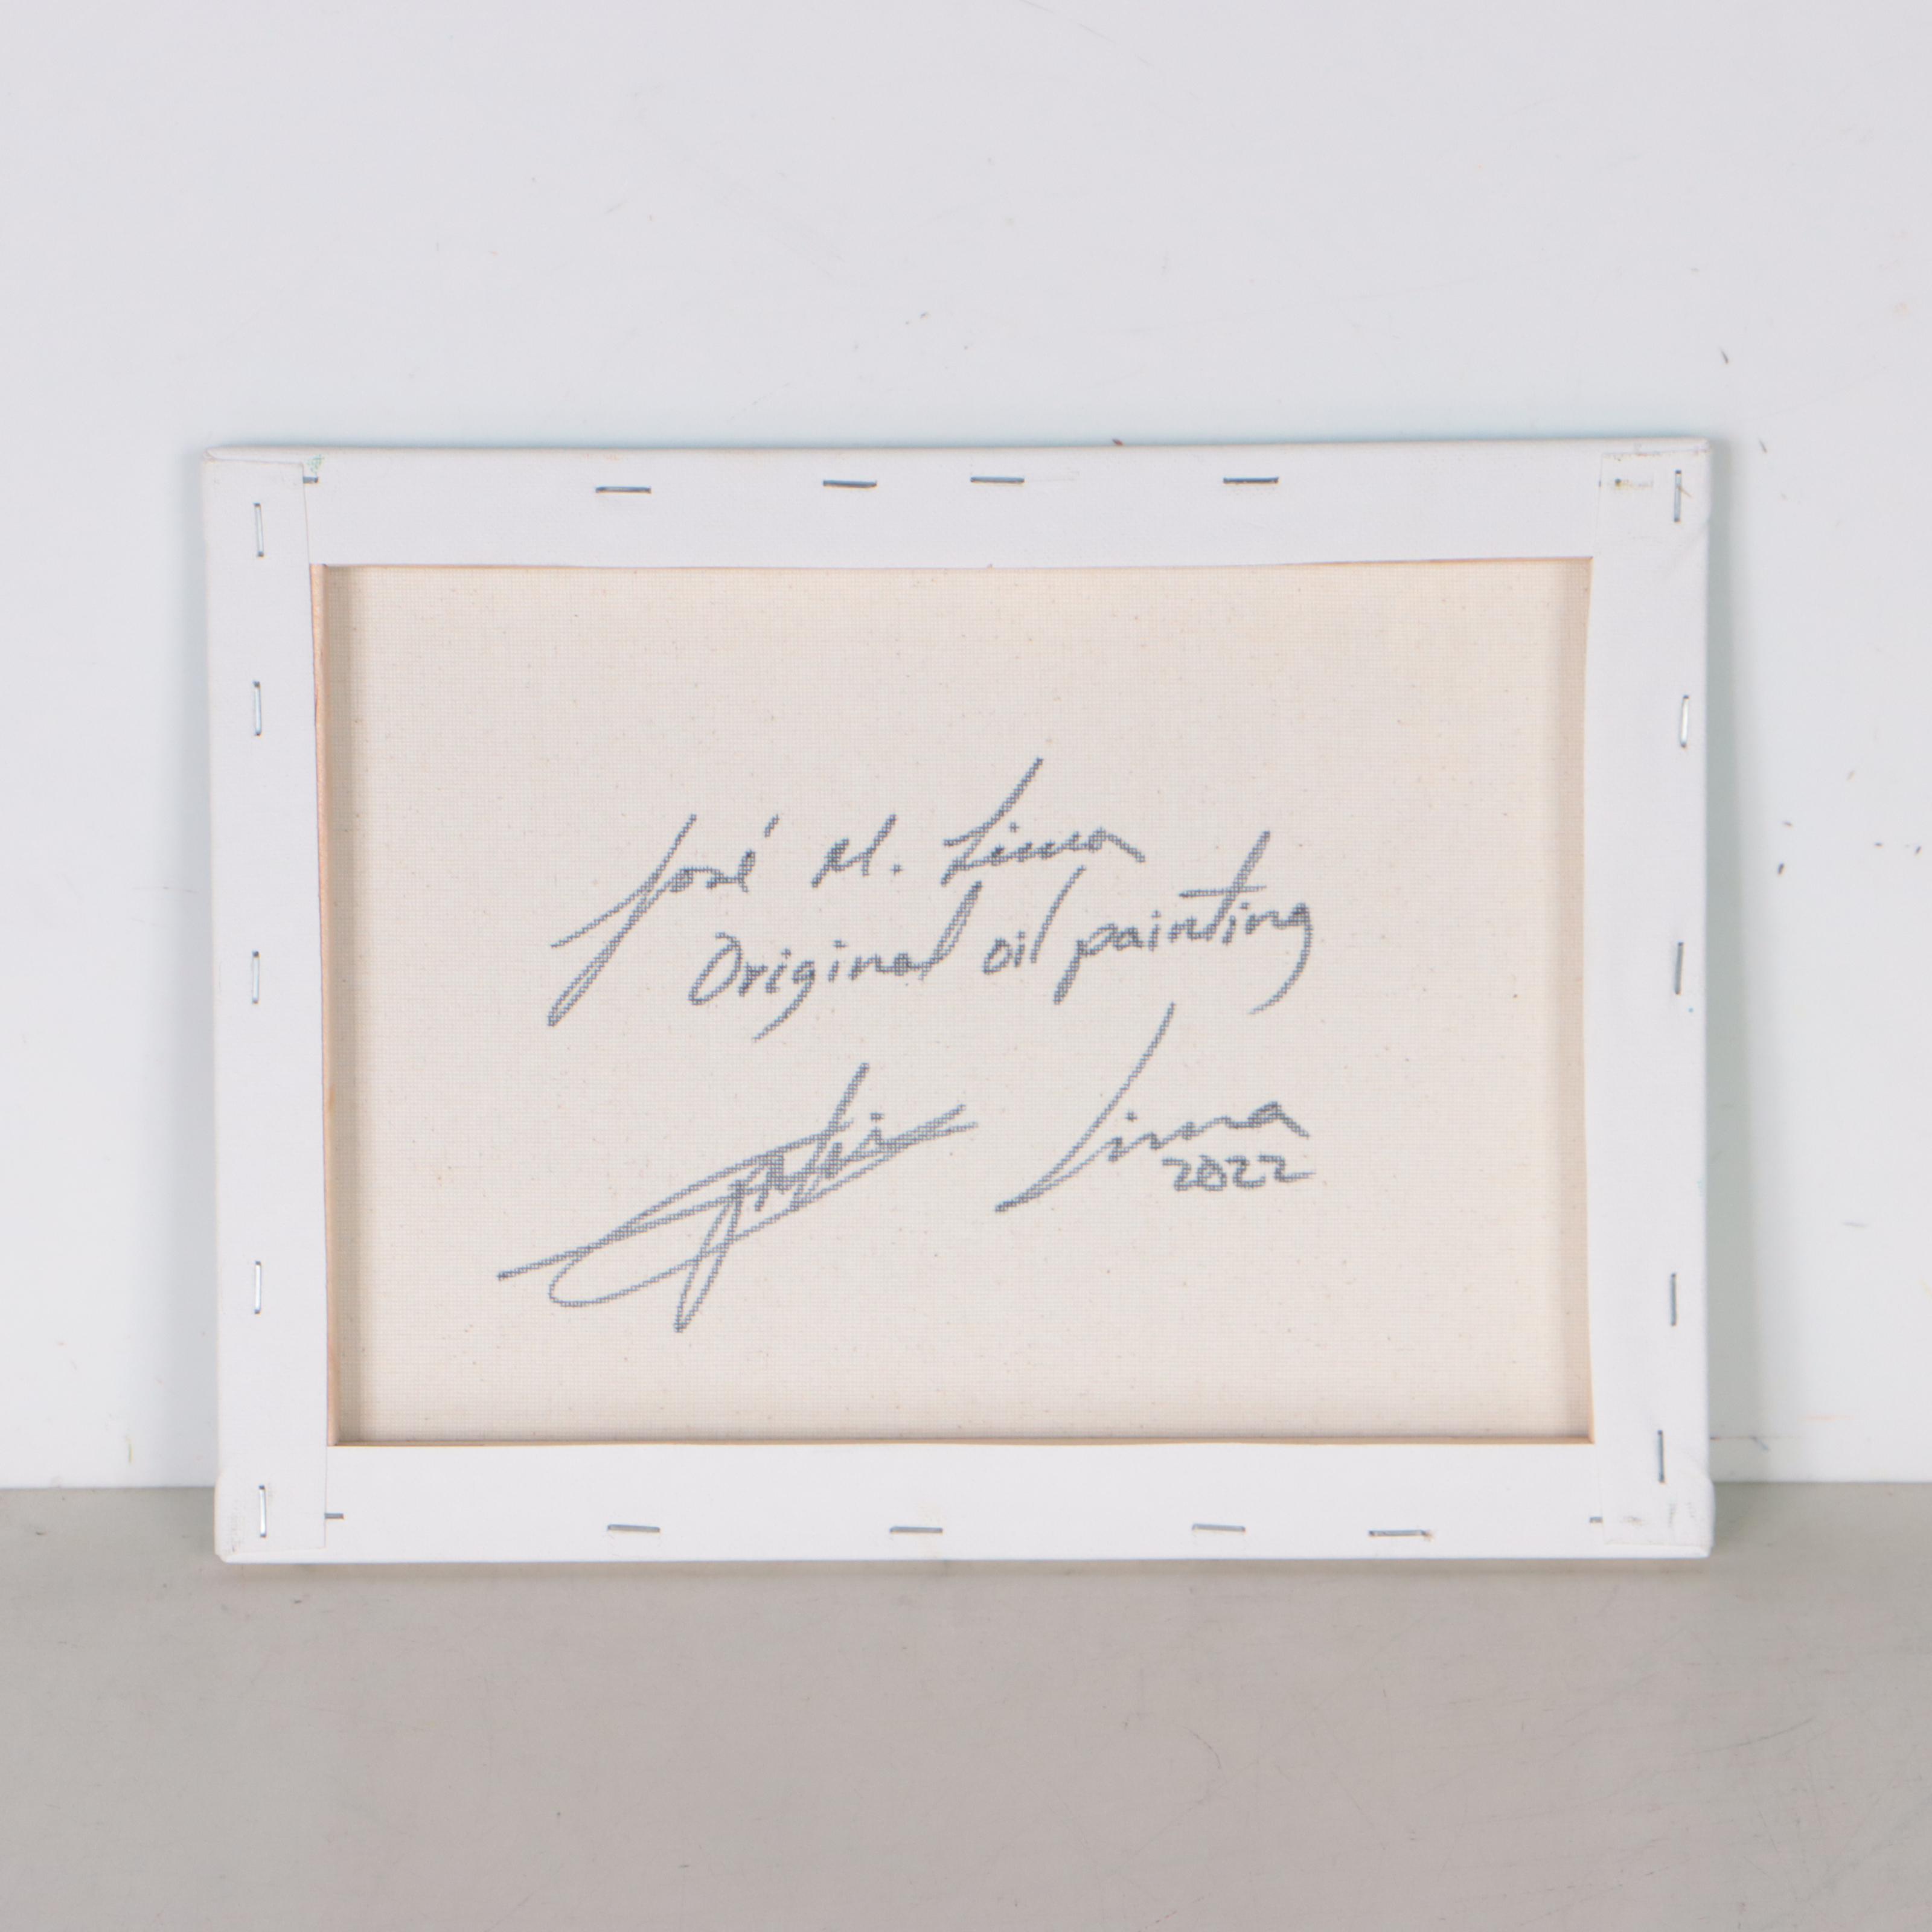 José M. Lima
Original oil painting
Lima
2022